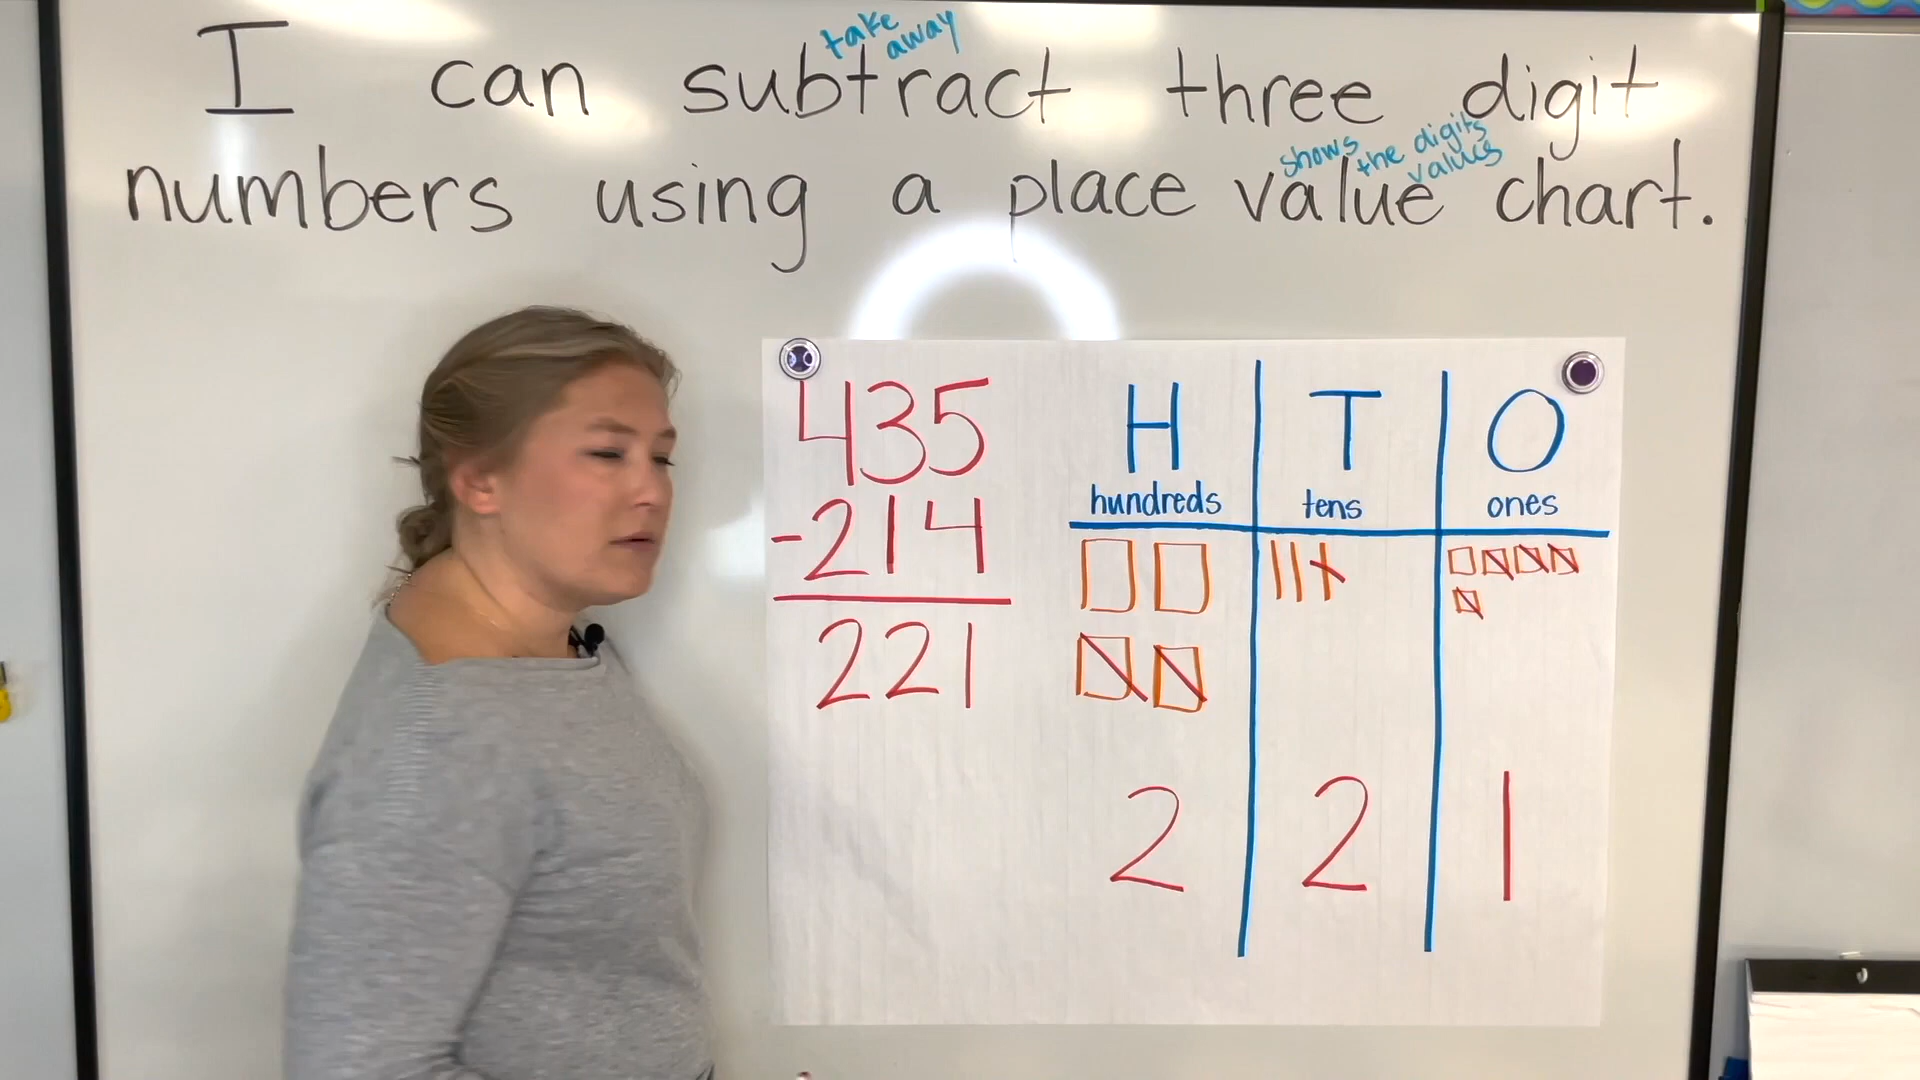 take
away
I can subtract three digit
shows the digits
values
numbers using a place value chart.
435
-214
221
H T O
hundreds tens ones
2 2 1